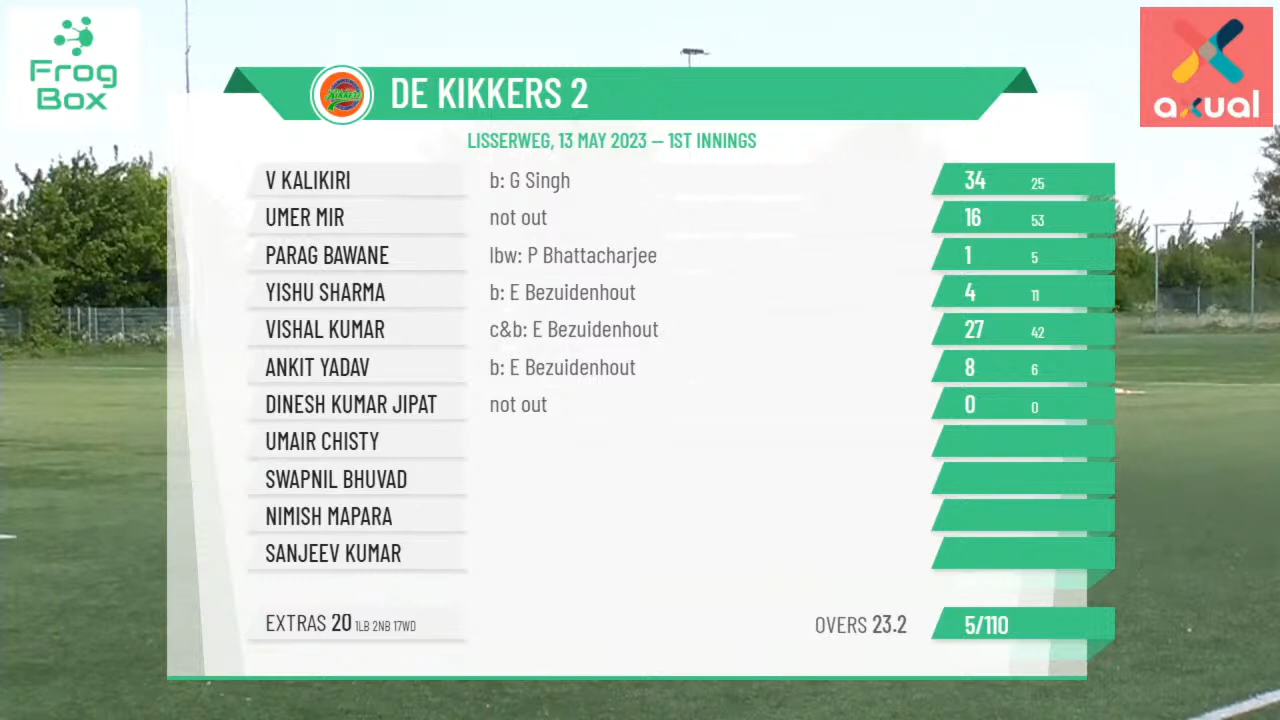 Frog
Box
axual
KIKKERS
DE KIKKERS 2
LISSERWEG, 13 MAY 2023 – 1ST INNINGS
V KALIKIRI b: G Singh 34 25
UMER MIR not out 16 53
PARAG BAWANE lbw: P Bhattacharjee 1 5
YISHU SHARMA b: E Bezuidenhout 4 11
VISHAL KUMAR c&b: E Bezuidenhout 27 42
ANKIT YADAV b: E Bezuidenhout 8 6
DINESH KUMAR JIPAT not out 0 0
UMAIR CHISTY
SWAPNIL BHUVAD
NIMISH MAPARA
SANJEEV KUMAR
EXTRAS 20 1LB 2NB 17WD OVERS 23.2 5/110